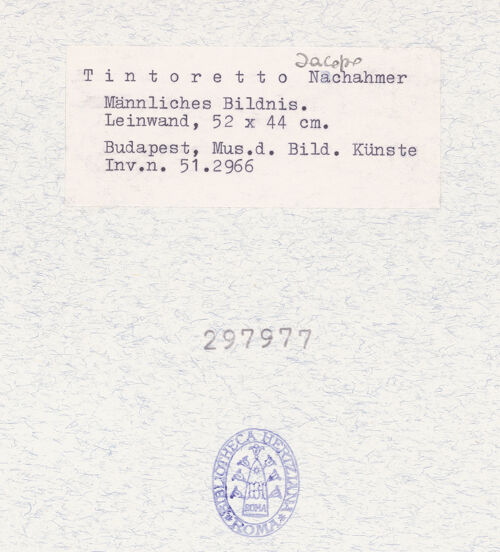 Jacopo
Tintoretto Nachahmer
Männliches Bildnis.
Leinwand, 52 x 44 cm.
Budapest, Mus.d. Bild. Künste
Inv.n. 51.2966
297977
BIBLIOTHECA HERTZIANA
ROMA
ROMA